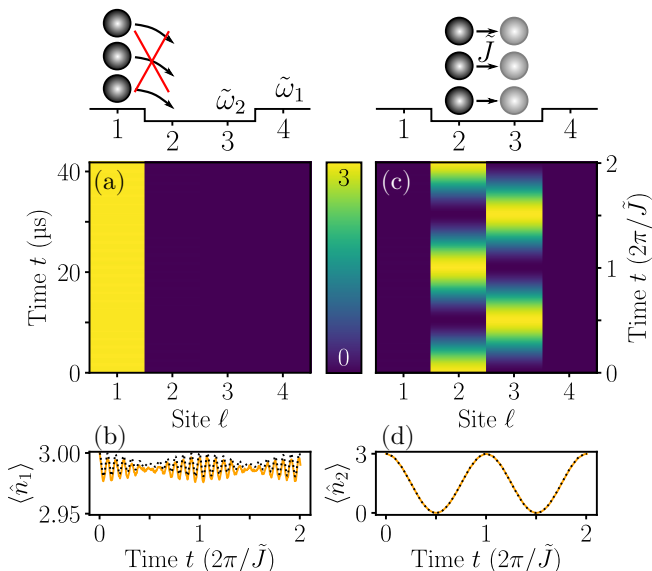 J̃
ω̃₂ ω̃₁
1 2 3 4
1 2 3 4
(a) 3 (c) 2
40
20
0
Time t (µs)
0
1
0
Time t (2π/J̃)
1 2 3 4
1 2 3 4
Site ℓ
Site ℓ
(b)
(d)
3.00
2.95
⟨n̂₁⟩
3
0
⟨n̂₂⟩
0 1 2
0 1 2
Time t (2π/J̃)
Time t (2π/J̃)